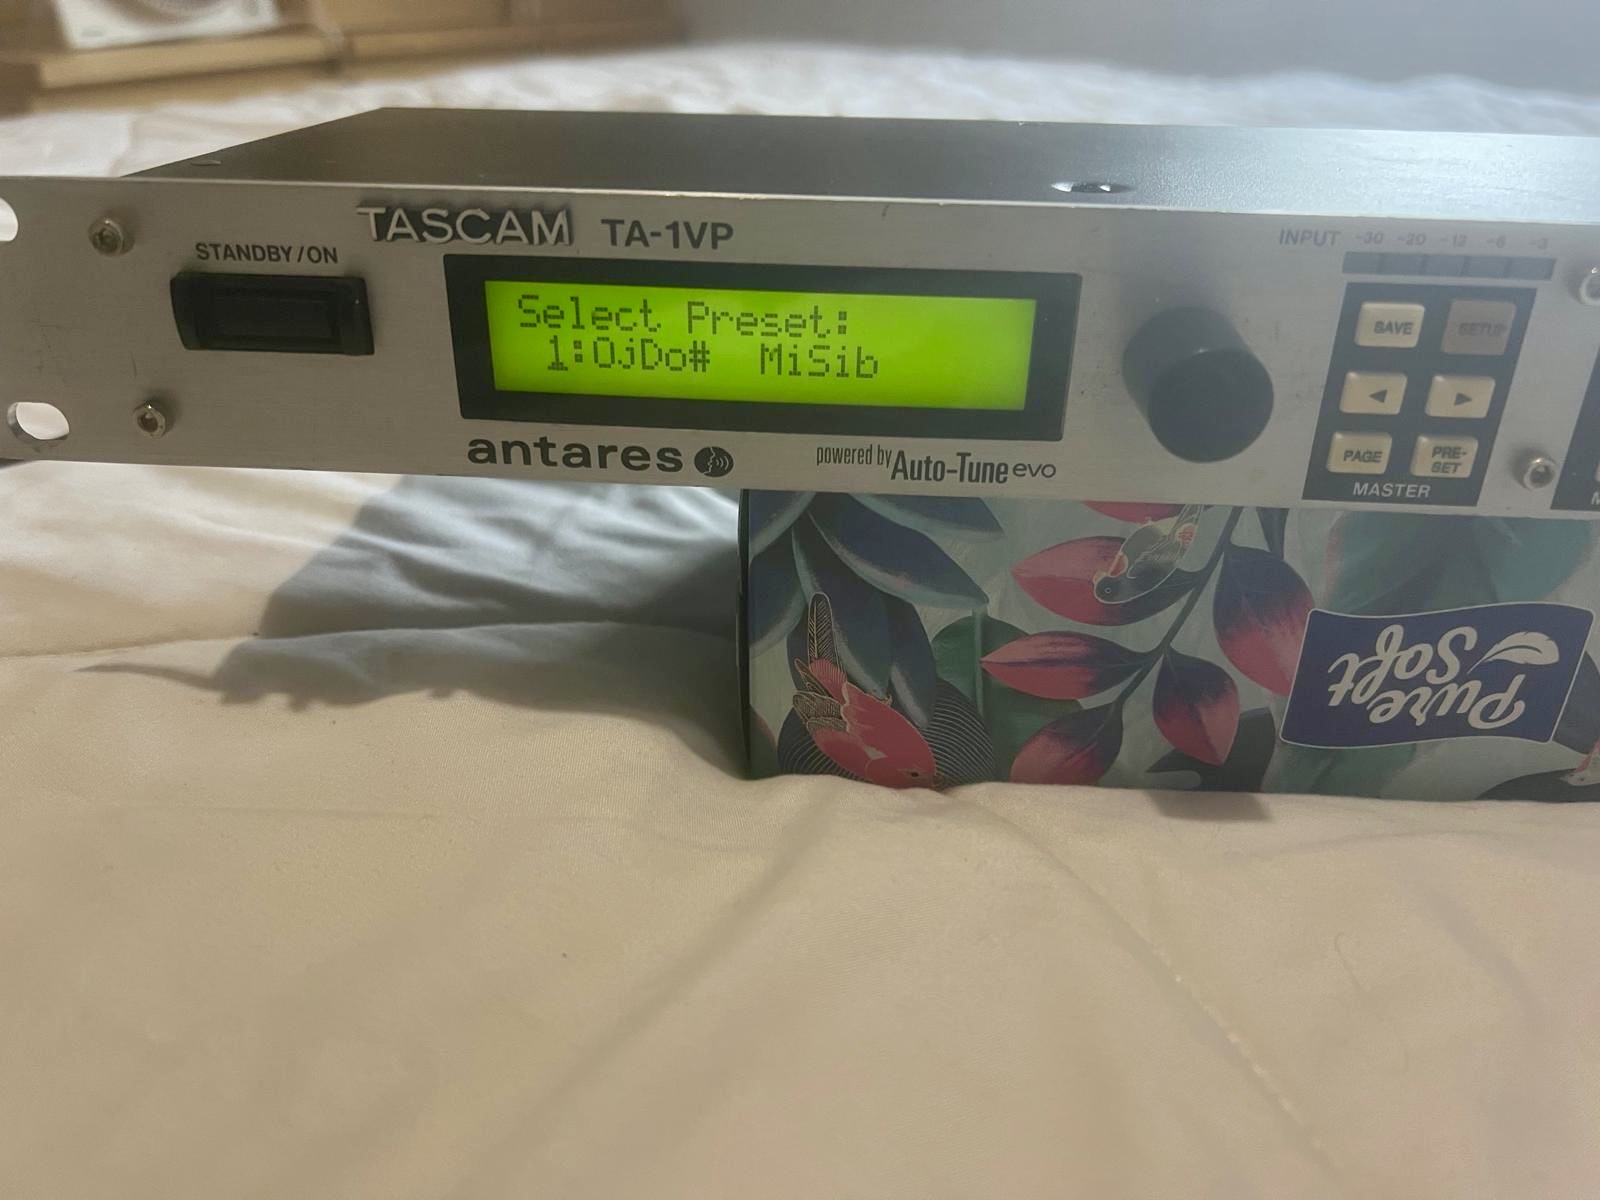 TASCAM TA-1VP
STANDBY/ON
Select Preset:
1:OjDo# MiSib
antares
powered by Auto-Tune evo
INPUT -30 -20 -12 -6 -3
SAVE SETUP
◄ ►
PAGE PRE-
SET
MASTER
Pure
Soft